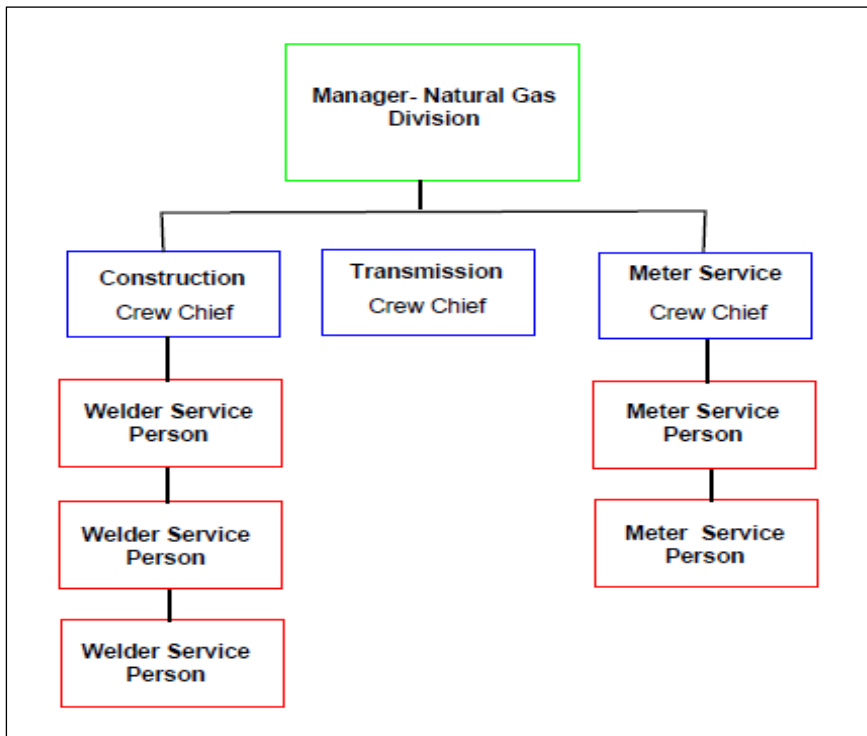 Manager- Natural Gas
Division
Construction
Crew Chief
Transmission
Crew Chief
Meter Service
Crew Chief
Welder Service
Person
Meter Service
Person
Welder Service
Person
Meter  Service
Person
Welder Service
Person